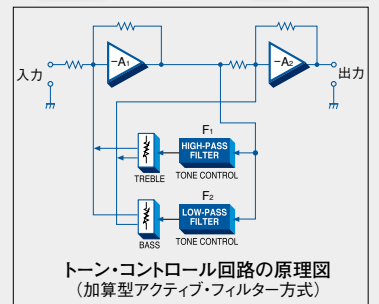 入力
-A1
-A2
出力
F1
HIGH-PASS
FILTER
TREBLE
TONE CONTROL
F2
LOW-PASS
FILTER
BASS
TONE CONTROL
トーン・コントロール回路の原理図
(加算型アクティブ・フィルター方式)